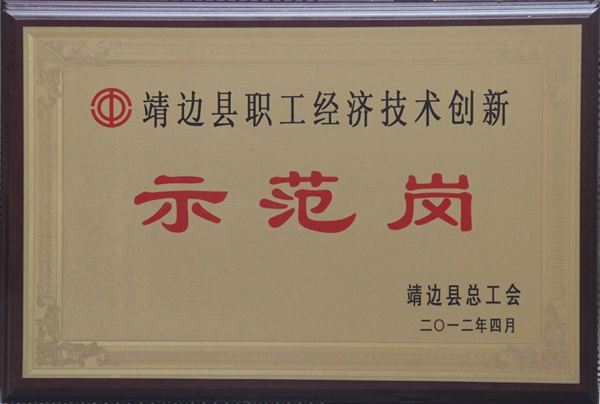 靖边县职工经济技术创新
示范岗
靖边县总工会
二〇一二年四月